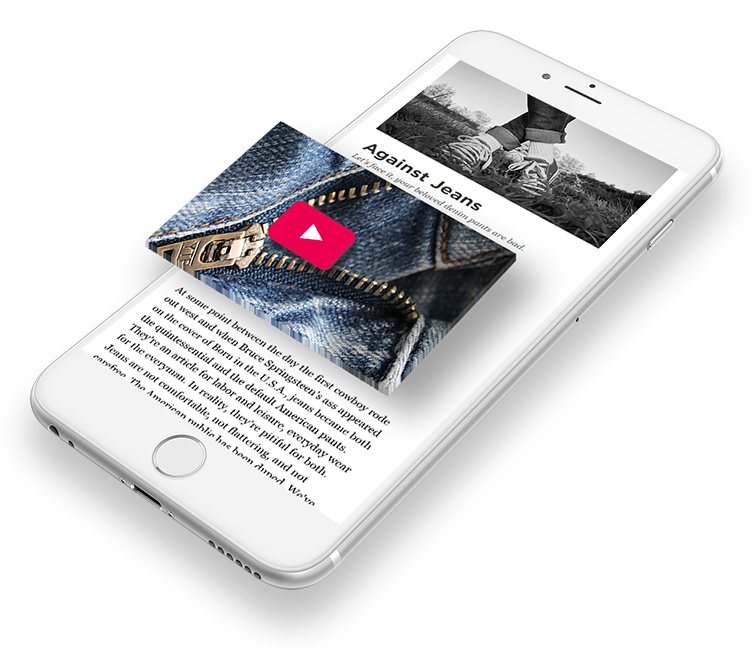 Against Jeans
Let's face it, your beloved denim pants are bad.
At some point between the day the first cowboy rode
out west and when Bruce Springsteen's ass appeared
on the cover of Born in the U.S.A., jeans became both
the quintessential and the default American pants.
They're an article for labor and leisure, everyday wear
for the everyman. In reality, they're pitiful for both.
Jeans are not comfortable, not fluttering, and not
carefree. The American public has been duped. We've